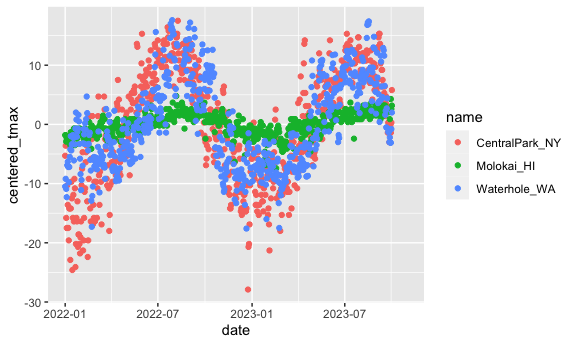 centered_tmax
10
0
-10
-20
-30
2022-01
2022-07
2023-01
2023-07
date
name
CentralPark_NY
Molokai_HI
Waterhole_WA